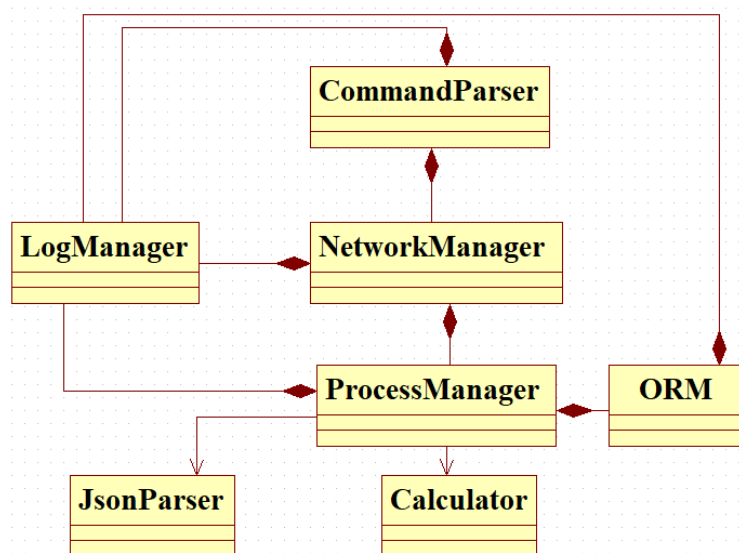 CommandParser
LogManager
NetworkManager
ProcessManager
ORM
JsonParser
Calculator